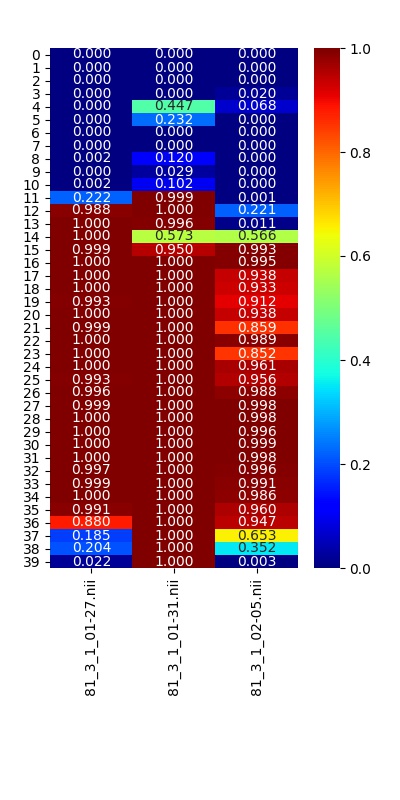 0 0.000 0.000 0.000
1 0.000 0.000 0.000
2 0.000 0.000 0.000
3 0.000 0.000 0.020
4 0.000 0.447 0.068
5 0.000 0.232 0.000
6 0.000 0.000 0.000
7 0.000 0.000 0.000
8 0.002 0.120 0.000
9 0.000 0.029 0.000
10 0.002 0.102 0.000
11 0.222 0.999 0.001
12 0.988 1.000 0.221
13 1.000 0.996 0.011
14 1.000 0.573 0.566
15 0.999 0.950 0.993
16 1.000 1.000 0.995
17 1.000 1.000 0.938
18 1.000 1.000 0.933
19 0.993 1.000 0.912
20 1.000 1.000 0.938
21 0.999 1.000 0.859
22 1.000 1.000 0.989
23 1.000 1.000 0.852
24 1.000 1.000 0.961
25 0.993 1.000 0.956
26 0.996 1.000 0.988
27 0.999 1.000 0.998
28 1.000 1.000 0.998
29 1.000 1.000 0.996
30 1.000 1.000 0.999
31 1.000 1.000 0.998
32 0.997 1.000 0.996
33 0.999 1.000 0.991
34 1.000 1.000 0.986
35 0.991 1.000 0.960
36 0.880 1.000 0.947
37 0.185 1.000 0.653
38 0.204 1.000 0.352
39 0.022 1.000 0.003
81_3_1_01-27.nii
81_3_1_01-31.nii
81_3_1_02-05.nii
1.0
0.8
0.6
0.4
0.2
0.0